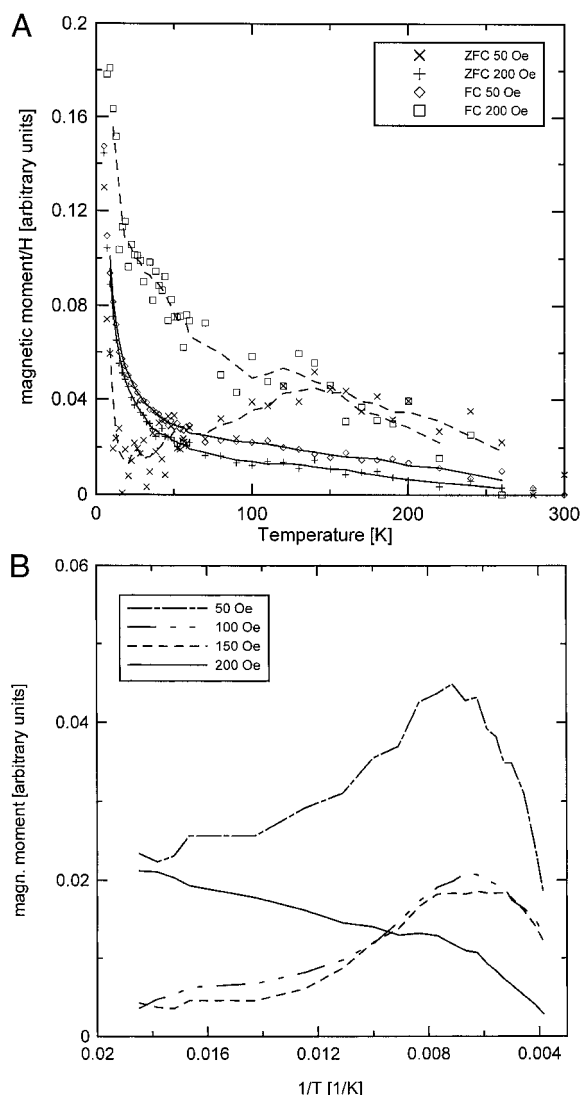 A
0.2
0.16
0.12
0.08
0.04
0
magnetic moment/H [arbitrary units]
ZFC 50 Oe
ZFC 200 Oe
FC 50 Oe
FC 200 Oe
0
100
200
300
Temperature [K]
B
0.06
0.04
0.02
0
magn. moment [arbitrary units]
50 Oe
100 Oe
150 Oe
200 Oe
0.02
0.016
0.012
0.008
0.004
1/T [1/K]